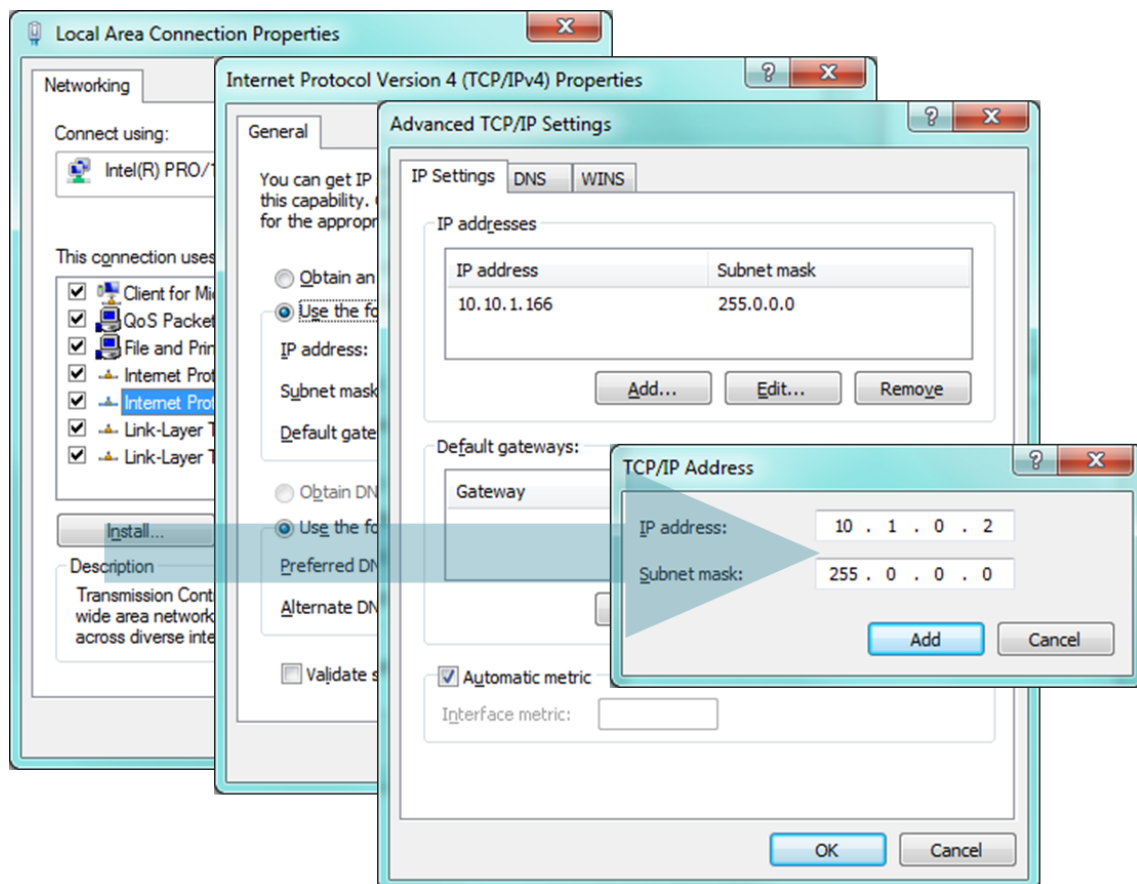 Local Area Connection Properties
Networking
Connect using:
Intel(R) PRO/1
This connection uses
Client for Mi
QoS Packet
File and Prin
Internet Prot
Internet Prot
Link-Layer T
Link-Layer T
Install...
Description
Transmission Cont
wide area network
across diverse inte
Internet Protocol Version 4 (TCP/IPv4) Properties
General
You can get IP
this capability.
for the appropr
Obtain an
Use the fo
IP address:
Subnet mask
Default gate
Obtain DN
Use the fo
Preferred DN
Alternate DN
Validate s
Advanced TCP/IP Settings
IP Settings DNS WINS
IP addresses
IP address Subnet mask
10.10.1.166 255.0.0.0
Add... Edit... Remove
Default gateways:
Gateway
Automatic metric
Interface metric:
OK Cancel
TCP/IP Address
IP address: 10 . 1 . 0 . 2
Subnet mask: 255 . 0 . 0 . 0
Add Cancel